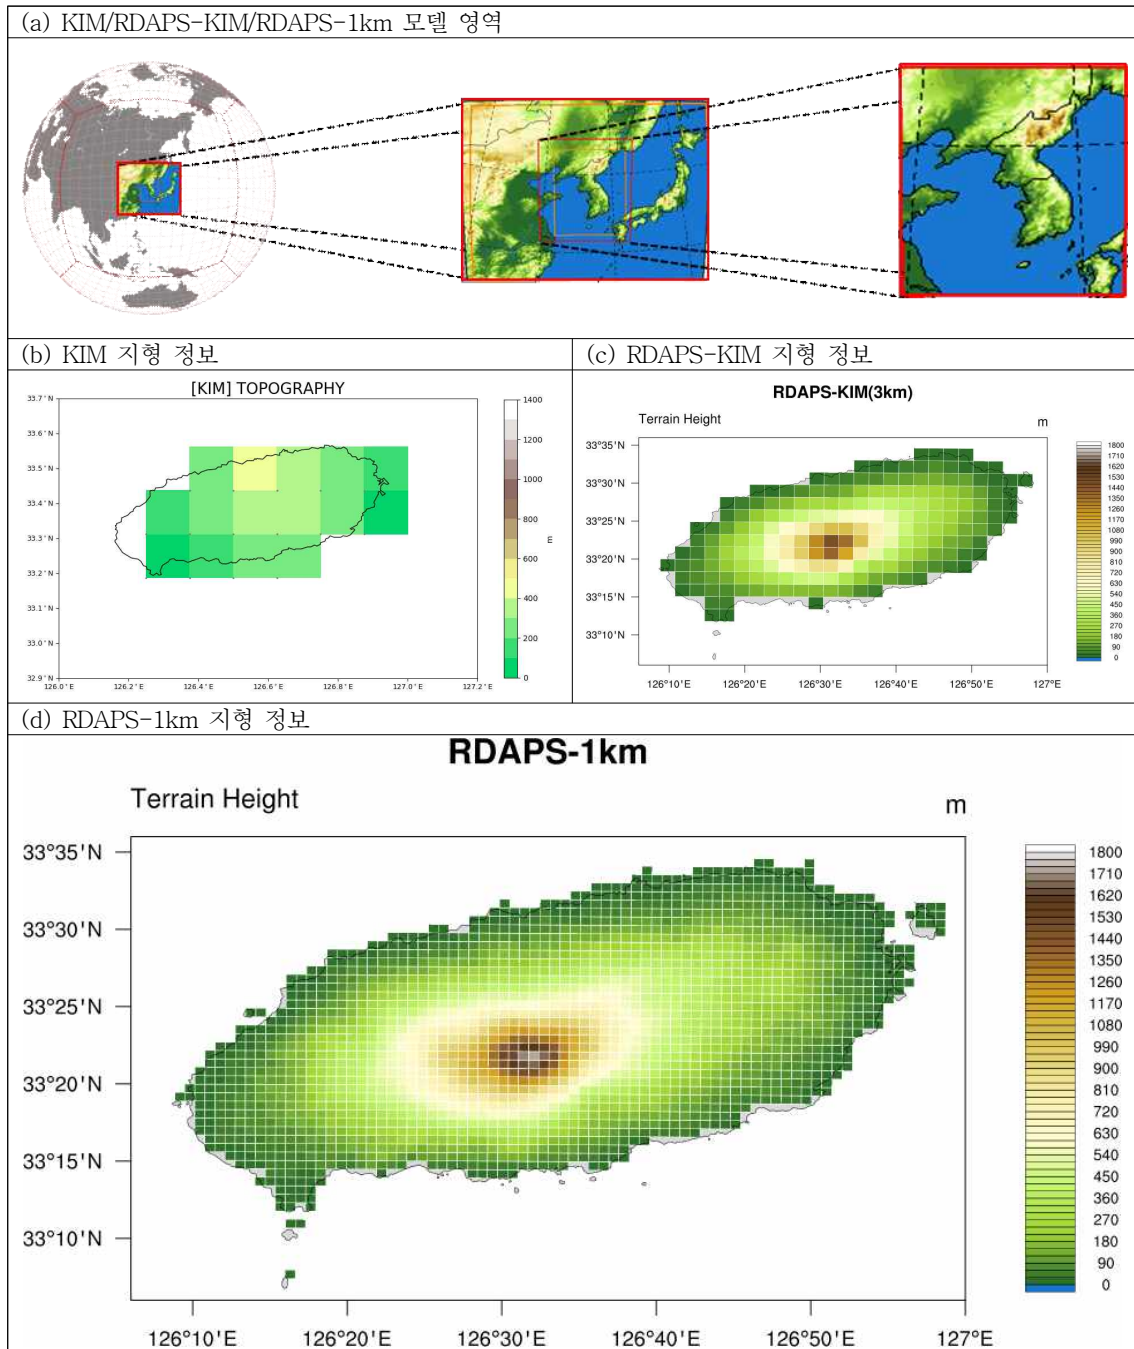 (a) KIM/RDAPS-KIM/RDAPS-1km 모델 영역
(b) KIM 지형 정보
[KIM] TOPOGRAPHY
33.7°N
33.6°N
33.5°N
33.4°N
33.3°N
33.2°N
33.1°N
33.0°N
32.9°N
126.0°E 126.2°E 126.4°E 126.6°E 126.8°E 127.0°E 127.2°E
1400
1200
1000
800
600
400
200
0
m
(c) RDAPS-KIM 지형 정보
RDAPS-KIM(3km)
Terrain Height m
33°35'N
33°30'N
33°25'N
33°20'N
33°15'N
33°10'N
126°10'E 126°20'E 126°30'E 126°40'E 126°50'E 127°E
1800
1710
1620
1530
1440
1350
1260
1170
1080
990
900
810
720
630
540
450
360
270
180
90
0
(d) RDAPS-1km 지형 정보
RDAPS-1km
Terrain Height m
33°35'N
33°30'N
33°25'N
33°20'N
33°15'N
33°10'N
126°10'E 126°20'E 126°30'E 126°40'E 126°50'E 127°E
1800
1710
1620
1530
1440
1350
1260
1170
1080
990
900
810
720
630
540
450
360
270
180
90
0